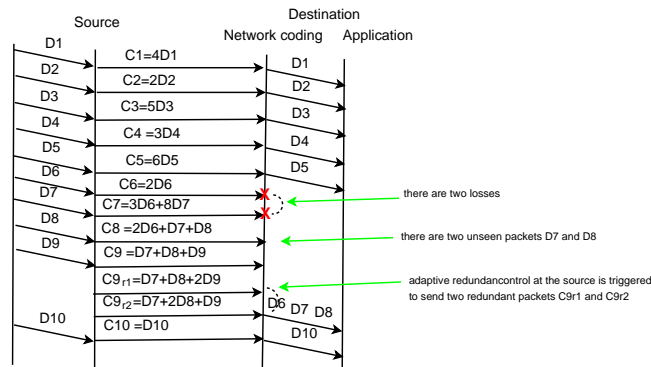 Destination
Source
Network coding
Application
D1
C1=4D1
D1
D2
C2=2D2
D2
D3
C3=5D3
D3
D4
C4 =3D4
D4
D5
C5=6D5
D5
D6
C6=2D6
X
there are two losses
D7
C7=3D6+8D7
X
D8
C8 =2D6+D7+D8
there are two unseen packets D7 and D8
D9
C9 =D7+D8+D9
C9r1=D7+D8+2D9
adaptive redundancontrol at the source is triggered
to send two redundant packets C9r1 and C9r2
C9r2=D7+2D8+D9
D6 D7 D8
D10
C10 =D10
D10